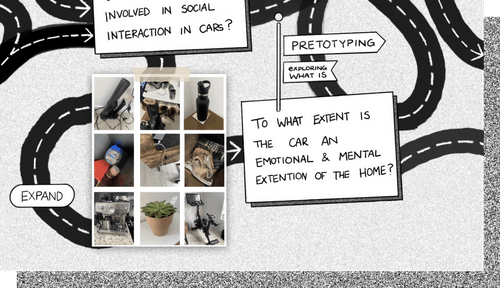 INVOLVED IN SOCIAL
INTERACTION IN CARS?
PRETOTYPING
EXPLORING
WHAT IS
TO WHAT EXTENT IS
THE CAR AN
EMOTIONAL & MENTAL
EXTENTION OF THE HOME?
EXPAND